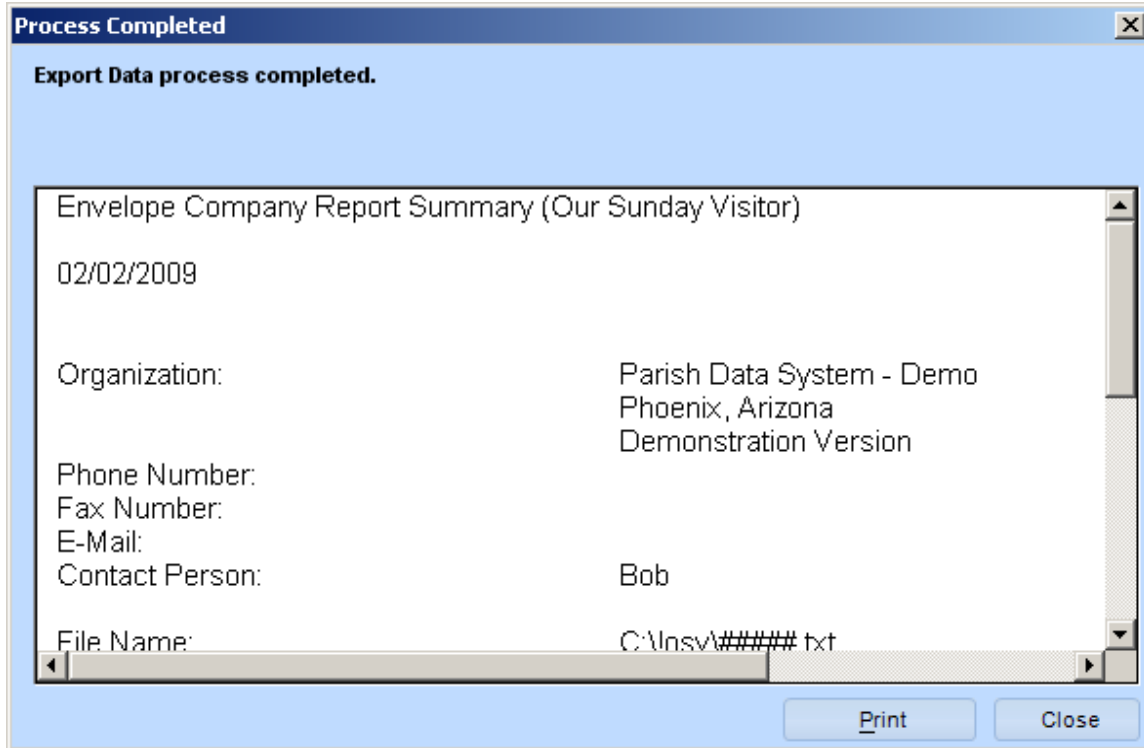 Process Completed
Export Data process completed.
Envelope Company Report Summary (Our Sunday Visitor)
02/02/2009
Organization: Parish Data System - Demo
Phoenix, Arizona
Demonstration Version
Phone Number:
Fax Number:
E-Mail:
Contact Person: Bob
File Name: #####.txt
Print Close